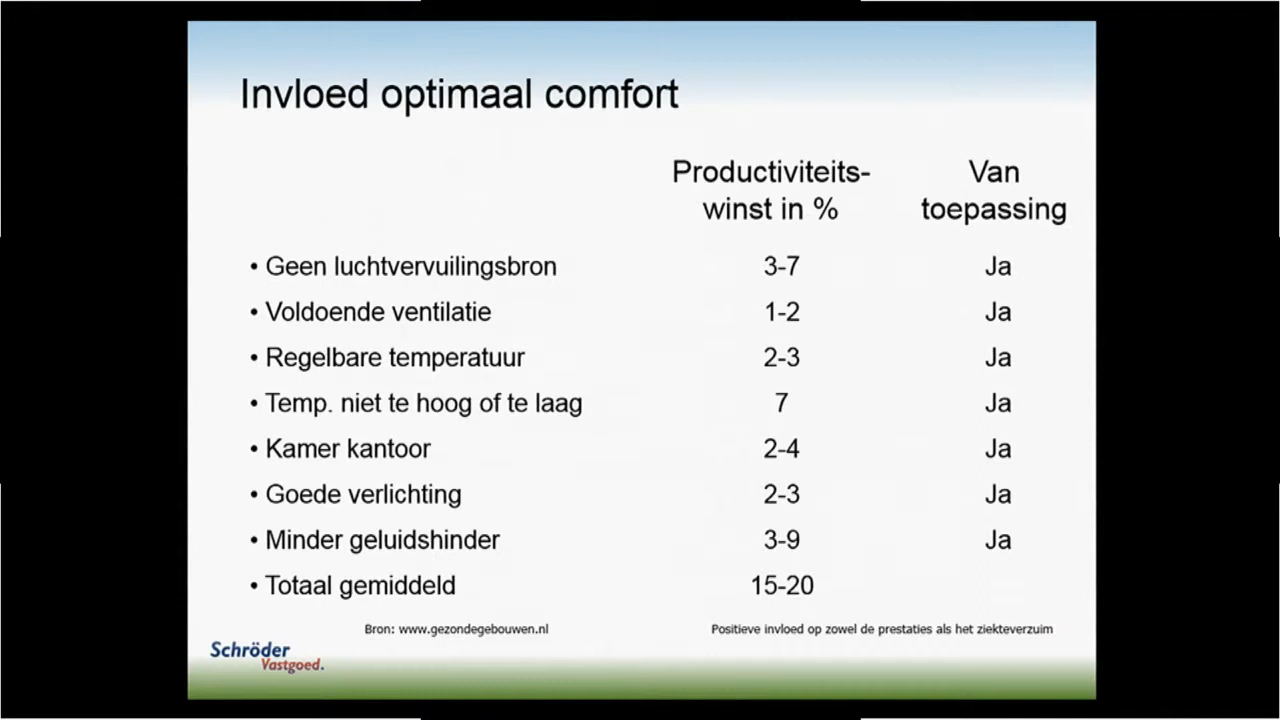 Invloed optimaal comfort
Productiviteits- Van
winst in % toepassing
• Geen luchtvervuilingsbron 3-7 Ja
• Voldoende ventilatie 1-2 Ja
• Regelbare temperatuur 2-3 Ja
• Temp. niet te hoog of te laag 7 Ja
• Kamer kantoor 2-4 Ja
• Goede verlichting 2-3 Ja
• Minder geluidshinder 3-9 Ja
• Totaal gemiddeld 15-20
Bron: www.gezondegebouwen.nl Positieve invloed op zowel de prestaties als het ziekteverzuim
Schröder
Vastgoed.